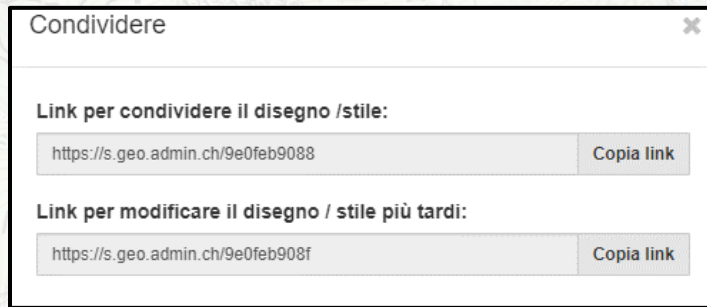 Condividere
Link per condividere il disegno /stile:
https://s.geo.admin.ch/9e0feb9088 Copia link
Link per modificare il disegno / stile più tardi:
https://s.geo.admin.ch/9e0feb908f Copia link